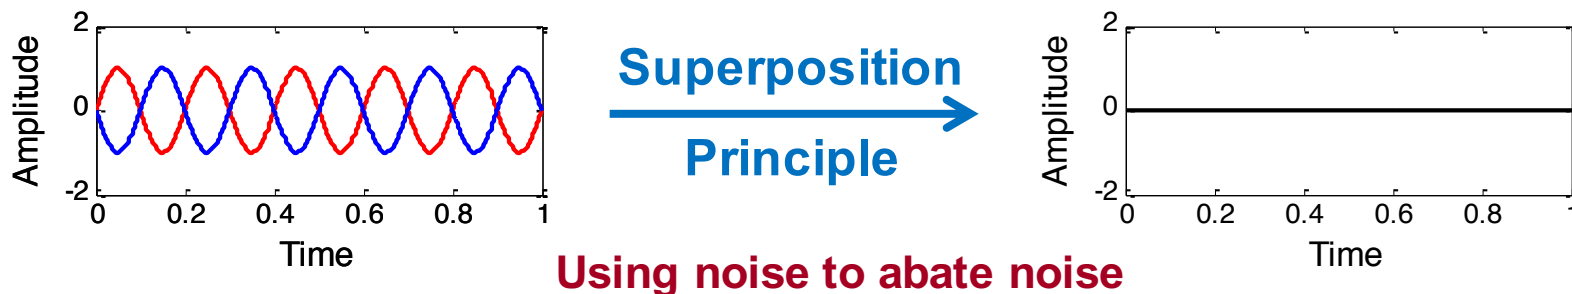 2
0
-2
Amplitude
0 0.2 0.4 0.6 0.8 1
Time
Superposition
Principle
2
0
-2
Amplitude
0 0.2 0.4 0.6 0.8 1
Time
Using noise to abate noise